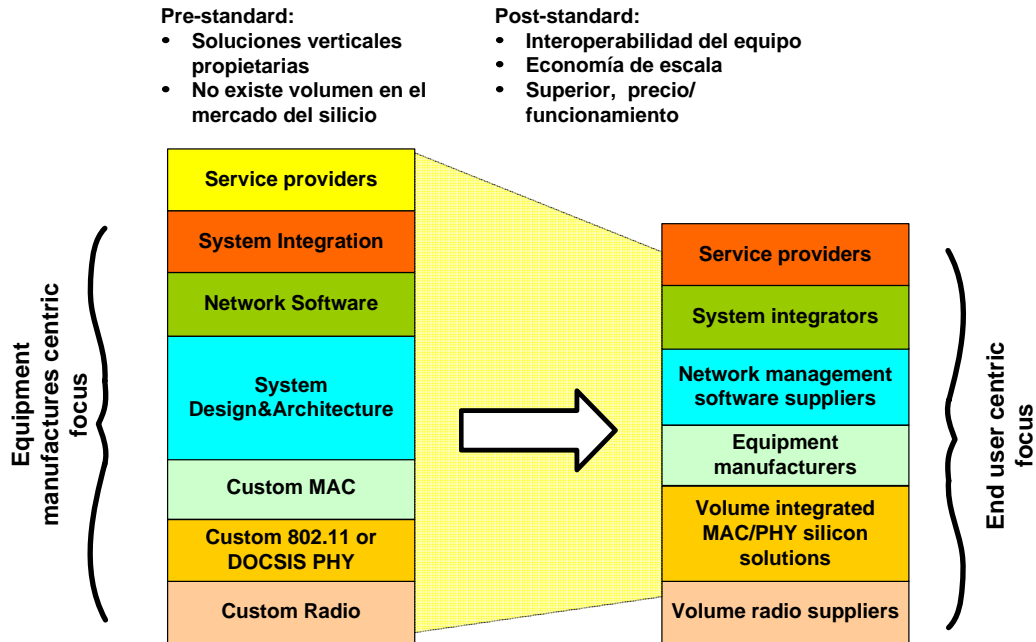 Pre-standard:
• Soluciones verticales
propietarias
• No existe volumen en el
mercado del silicio
Post-standard:
• Interoperabilidad del equipo
• Economía de escala
• Superior, precio/
funcionamiento
Equipment
manufactures centric
focus
Service providers
System Integration
Network Software
System
Design&Architecture
Custom MAC
Custom 802.11 or
DOCSIS PHY
Custom Radio
Service providers
System integrators
Network management
software suppliers
Equipment
manufacturers
Volume integrated
MAC/PHY silicon
solutions
Volume radio suppliers
End user centric
focus